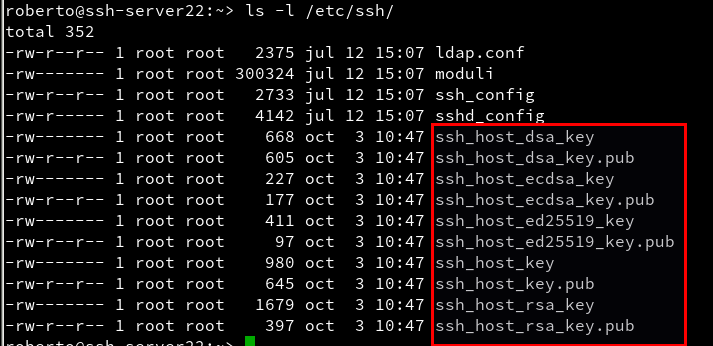 roberto@ssh-server22:~> ls -l /etc/ssh/
total 352
-rw-r--r-- 1 root root   2375 jul 12 15:07 ldap.conf
-rw------- 1 root root 300324 jul 12 15:07 moduli
-rw-r--r-- 1 root root   2733 jul 12 15:07 ssh_config
-rw-r----- 1 root root   4142 jul 12 15:07 sshd_config
-rw------- 1 root root    668 oct  3 10:47 ssh_host_dsa_key
-rw-r--r-- 1 root root    605 oct  3 10:47 ssh_host_dsa_key.pub
-rw------- 1 root root    227 oct  3 10:47 ssh_host_ecdsa_key
-rw-r--r-- 1 root root    177 oct  3 10:47 ssh_host_ecdsa_key.pub
-rw------- 1 root root    411 oct  3 10:47 ssh_host_ed25519_key
-rw-r--r-- 1 root root     97 oct  3 10:47 ssh_host_ed25519_key.pub
-rw------- 1 root root    980 oct  3 10:47 ssh_host_key
-rw-r--r-- 1 root root    645 oct  3 10:47 ssh_host_key.pub
-rw------- 1 root root   1679 oct  3 10:47 ssh_host_rsa_key
-rw-r--r-- 1 root root    397 oct  3 10:47 ssh_host_rsa_key.pub
roberto@ssh-server22:~>